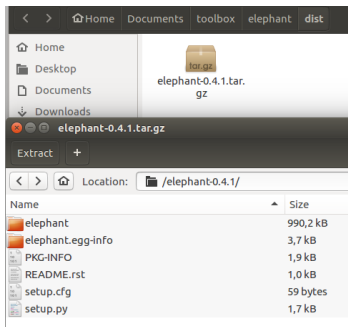 Home Documents toolbox elephant dist
Home
Desktop
Documents
Downloads
tar.gz
elephant-0.4.1.tar.
gz
elephant-0.4.1.tar.gz
Extract +
Location: /elephant-0.4.1/
Name Size
elephant 990,2 kB
elephant.egg-info 3,7 kB
PKG-INFO 1,9 kB
README.rst 1,0 kB
setup.cfg 59 bytes
setup.py 1,7 kB